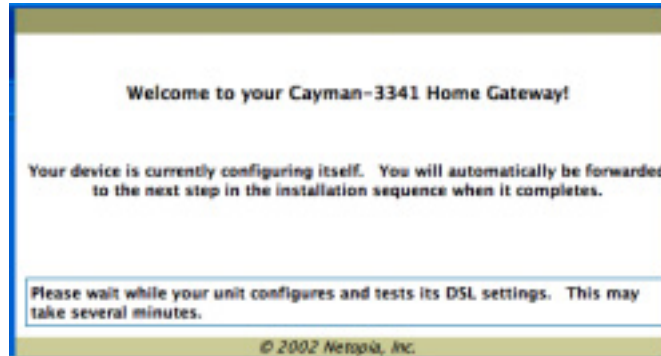 Welcome to your Cayman-3341 Home Gateway!
Your device is currently configuring itself. You will automatically be forwarded
to the next step in the installation sequence when it completes.
Please wait while your unit configures and tests its DSL settings. This may
take several minutes.
© 2002 Netopia, Inc.